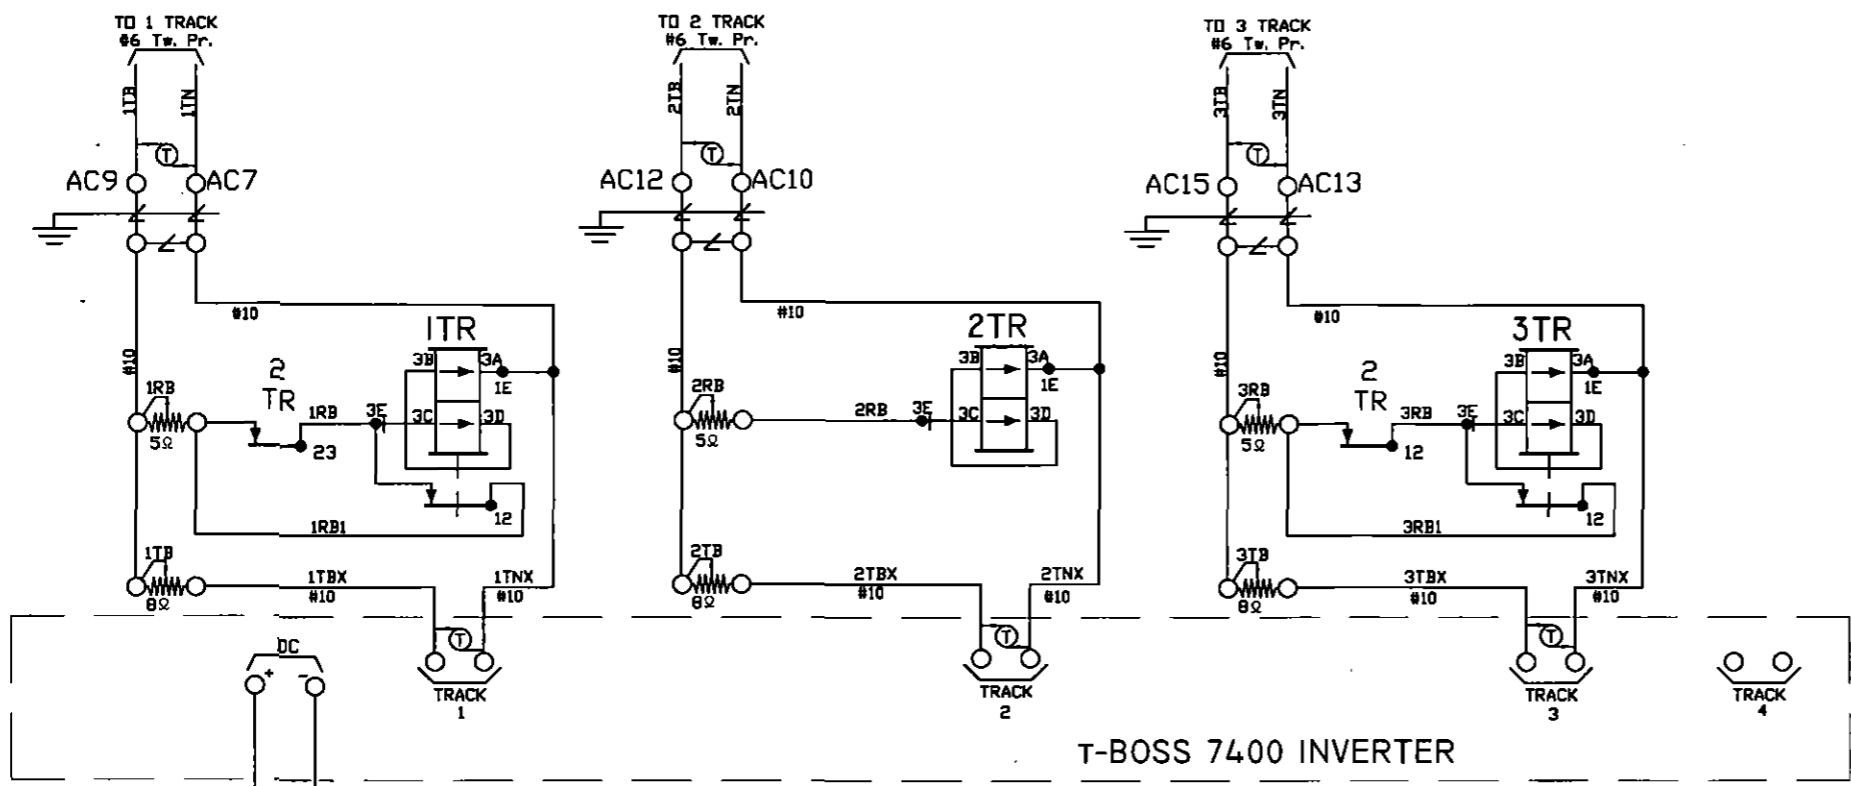 TO 1 TRACK
#6 Tw. Pr.
TO 2 TRACK
#6 Tw. Pr.
TO 3 TRACK
#6 Tw. Pr.
1TB
1TN
2TB
2TN
3TB
3TN
T
T
T
AC9
AC7
AC12
AC10
AC15
AC13
#10
#10
#10
1TR
2TR
3TR
#10
3B
3A
1E
2
TR
1RB
1RB
3E
3C
3D
5Ω
23
12
1RB1
#10
3B
3A
1E
2RB
2RB
3E
3C
3D
5Ω
#10
3B
3A
1E
2
TR
3RB
3RB
3E
3C
3D
5Ω
12
12
3RB1
1TB
8Ω
1TBX
#10
1TNX
#10
2TB
8Ω
2TBX
#10
2TNX
#10
3TB
8Ω
3TBX
#10
3TNX
#10
DC
+
-
T
TRACK
1
T
TRACK
2
T
TRACK
3
TRACK
4
T-BOSS 7400 INVERTER